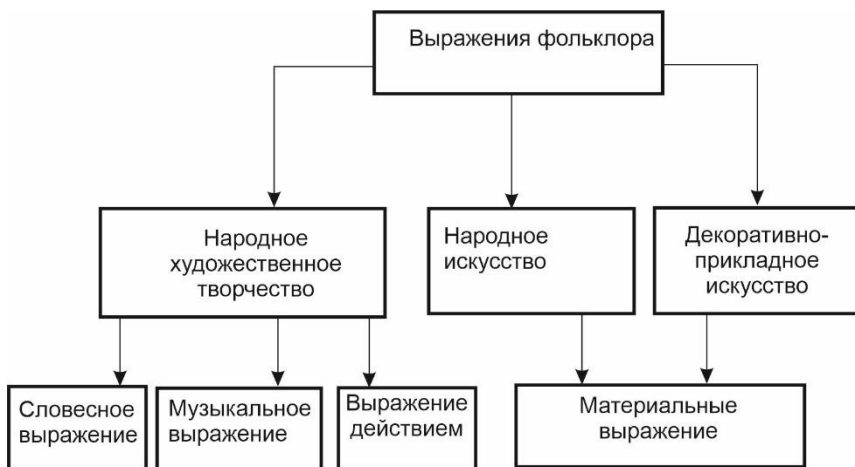 Выражения фольклора
Народное
художественное
творчество
Народное
искусство
Декоративно-
прикладное
искусство
Словесное
выражение
Музыкальное
выражение
Выражение
действием
Материальные
выражение